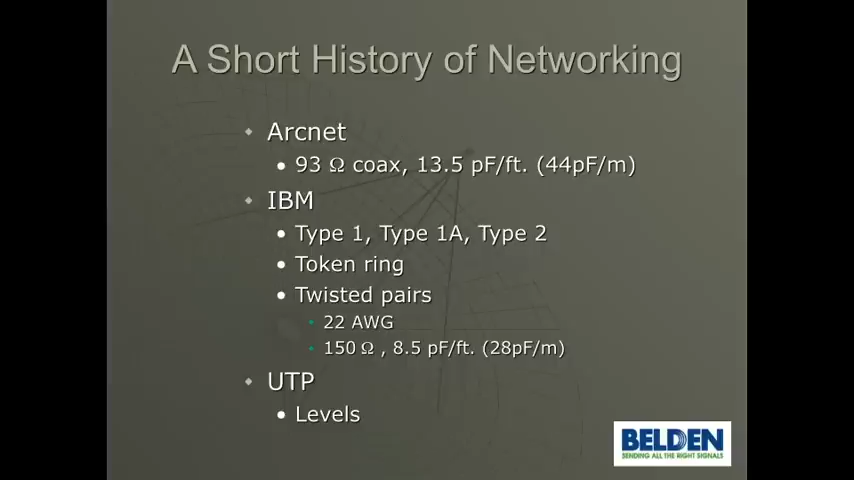 A Short History of Networking
Arcnet
93 Ω coax, 13.5 pF/ft. (44pF/m)
IBM
Type 1, Type 1A, Type 2
Token ring
Twisted pairs
22 AWG
150 Ω , 8.5 pF/ft. (28pF/m)
UTP
Levels
BELDEN
SENDING ALL THE RIGHT SIGNALS